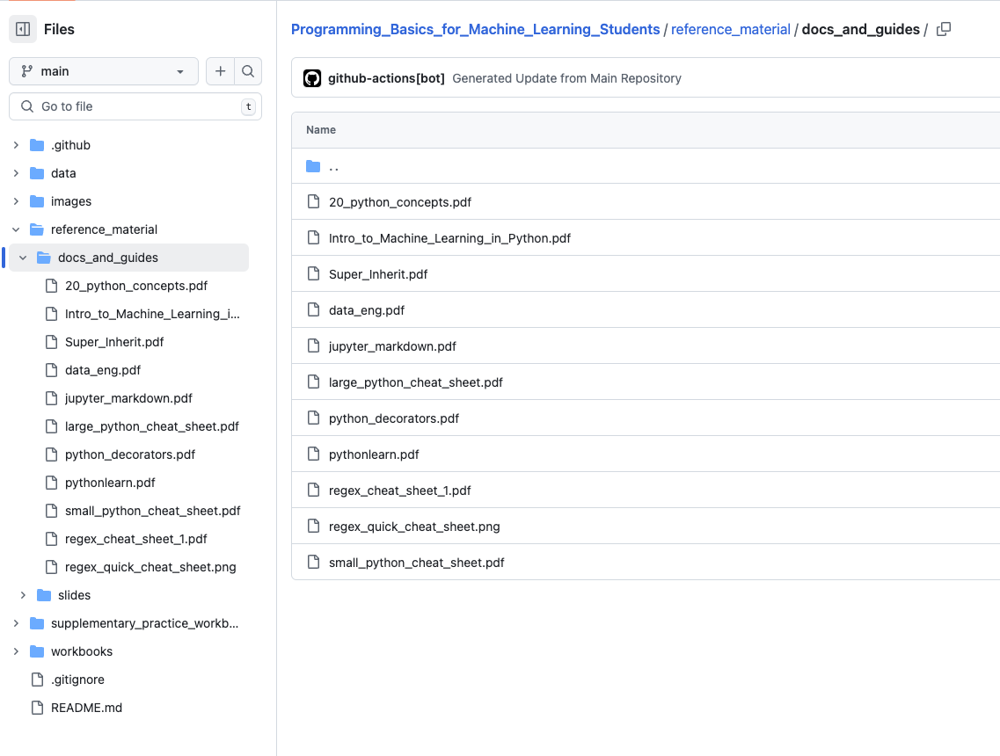 Files
main
Go to file
t
.github
data
images
reference_material
docs_and_guides
20_python_concepts.pdf
Intro_to_Machine_Learning_i...
Super_Inherit.pdf
data_eng.pdf
jupyter_markdown.pdf
large_python_cheat_sheet.pdf
python_decorators.pdf
pythonlearn.pdf
small_python_cheat_sheet.pdf
regex_cheat_sheet_1.pdf
regex_quick_cheat_sheet.png
slides
supplementary_practice_workb...
workbooks
.gitignore
README.md
Programming_Basics_for_Machine_Learning_Students / reference_material / docs_and_guides /
github-actions[bot] Generated Update from Main Repository
Name
..
20_python_concepts.pdf
Intro_to_Machine_Learning_in_Python.pdf
Super_Inherit.pdf
data_eng.pdf
jupyter_markdown.pdf
large_python_cheat_sheet.pdf
python_decorators.pdf
pythonlearn.pdf
regex_cheat_sheet_1.pdf
regex_quick_cheat_sheet.png
small_python_cheat_sheet.pdf